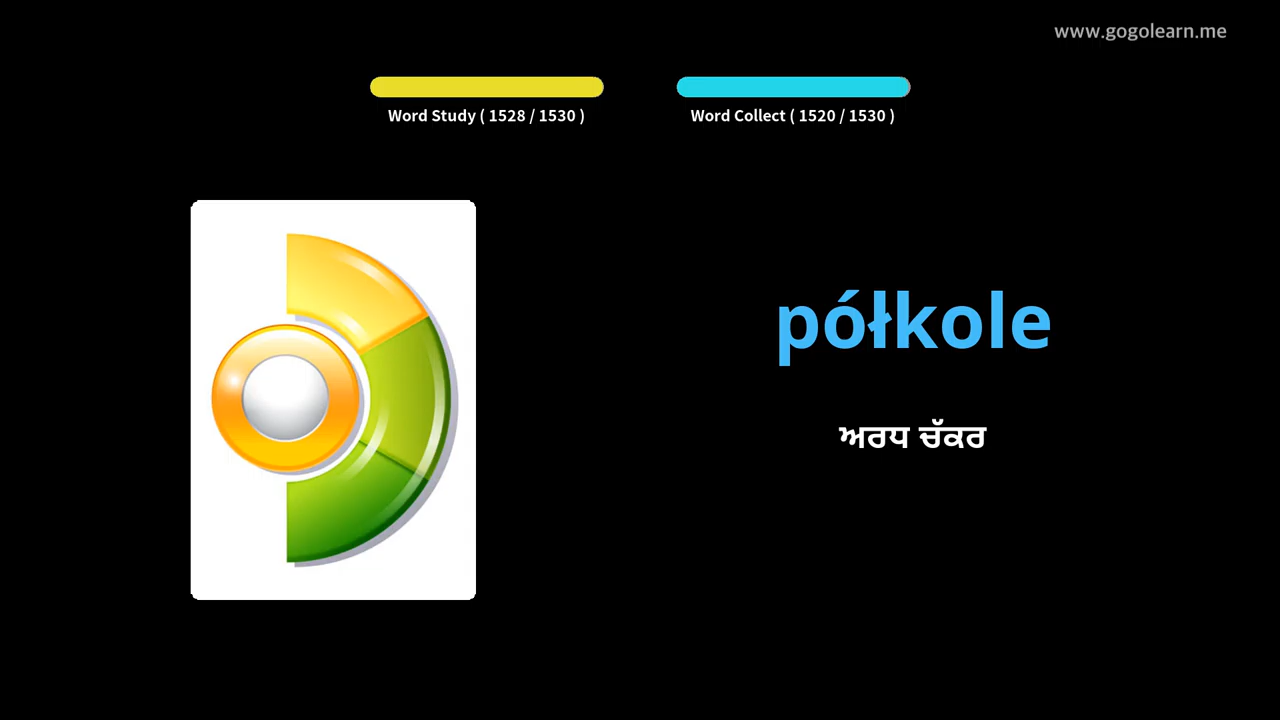 www.gogolearn.me
Word Study ( 1528 / 1530 )
Word Collect ( 1520 / 1530 )
półkole
ਅਰਧ ਚੱਕਰ